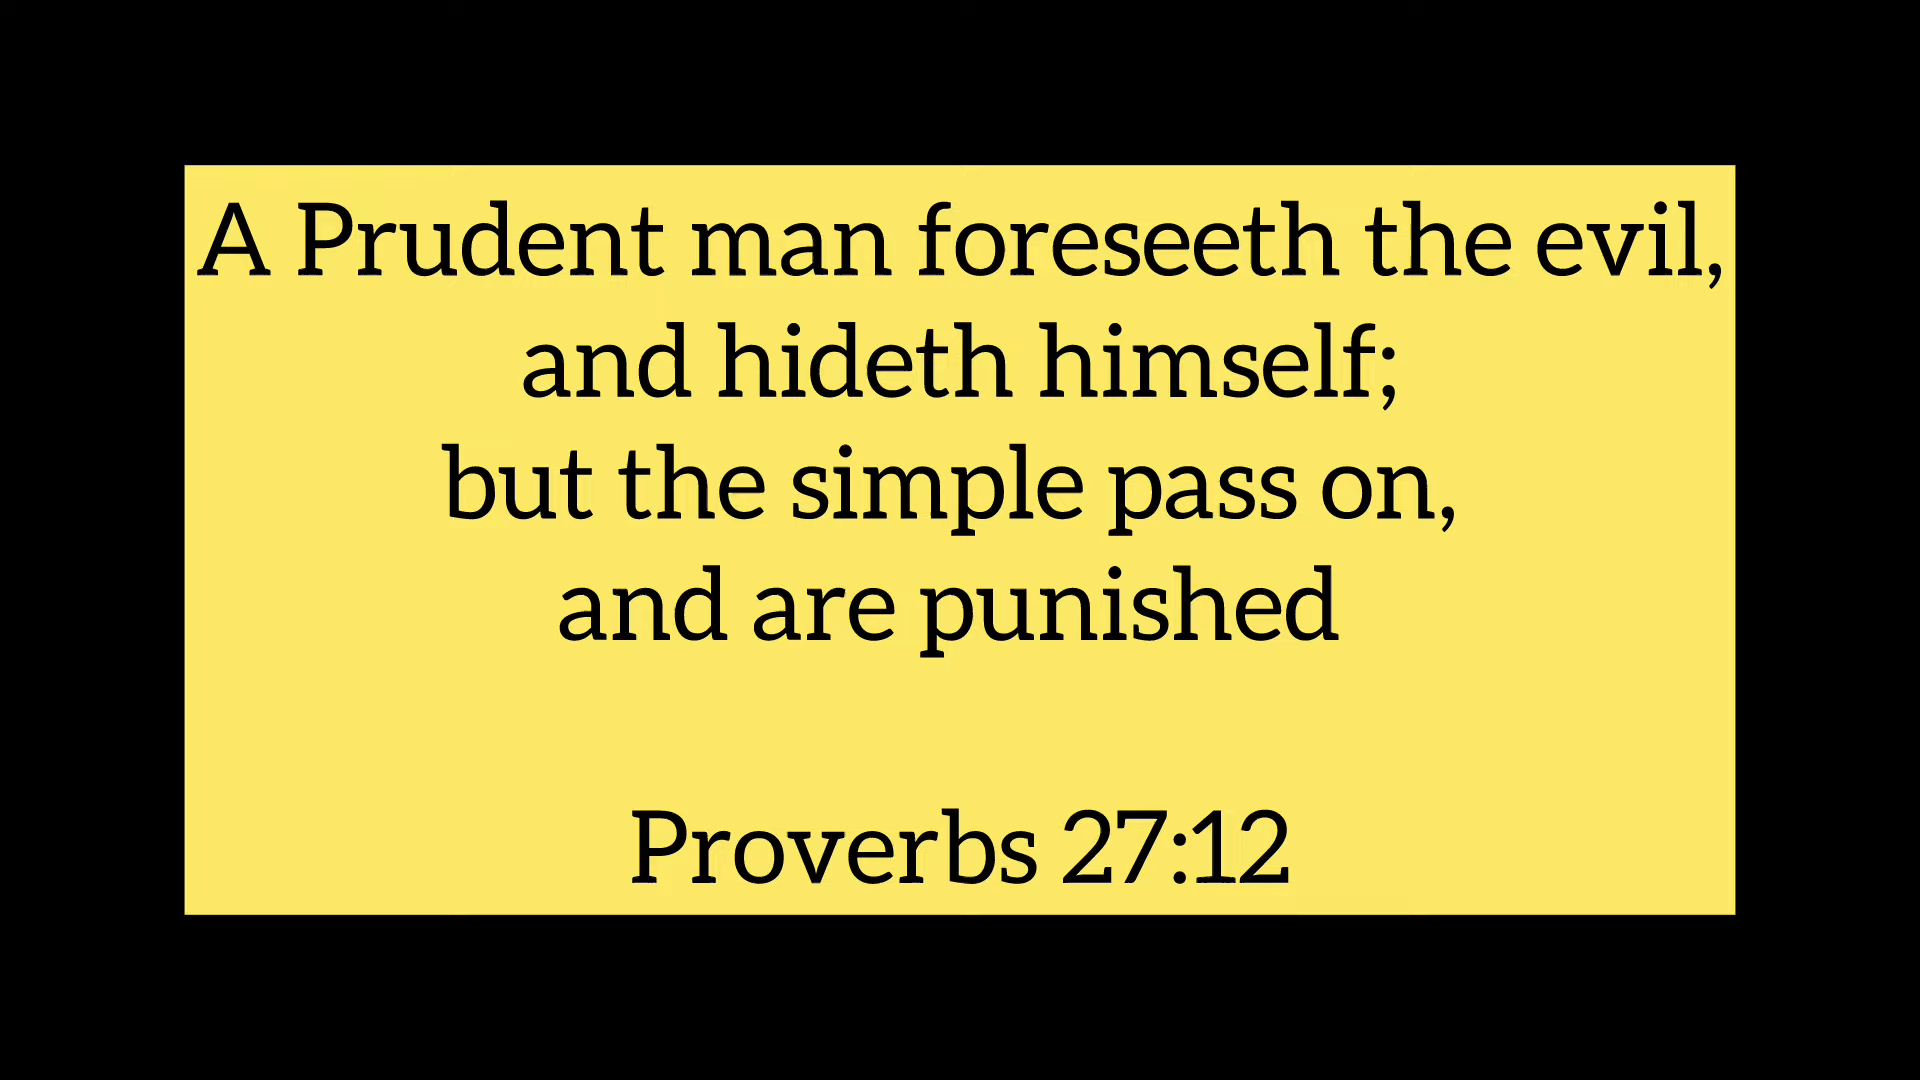 A Prudent man foreseeth the evil,
and hideth himself;
but the simple pass on,
and are punished
Proverbs 27:12